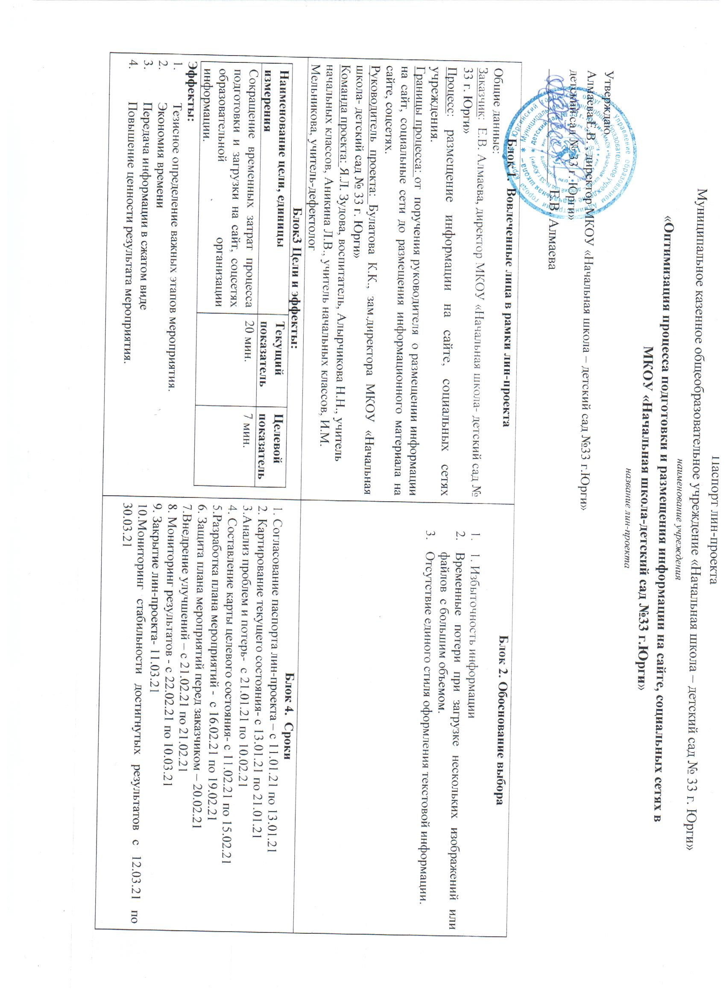 Паспорт лин-проекта
Муниципальное казенное общеобразовательное учреждение «Начальная школа – детский сад № 33 г. Юрги»
наименование учреждения
«Оптимизация процесса подготовки и размещения информации на сайте, социальных сетях в
МКОУ «Начальная школа-детский сад №33 г.Юрги»
название лин-проекта
Утверждаю
Алмаева Е.В., директор МКОУ «Начальная школа – детский сад №33 г.Юрги»
детский сад № 33 г. Юрги»
Е.В. Алмаева
Блок 1. Вовлеченные лица в рамки лин-проекта
Общие данные:
Заказчик: Е.В. Алмаева, директор МКОУ «Начальная школа- детский сад №
33 г. Юрги»
Процесс: размещение информации на сайте, социальных сетях
учреждения.
Границы процесса: от поручения руководителя о размещении информации
на сайт, социальные сети до размещения информационного материала на
сайте, соцсетях.
Руководитель проекта: Булатова К.К., зам.директора МКОУ «Начальная
школа- детский сад № 33 г. Юрги»
Команда проекта: Я.Л. Зудова, воспитатель, Алырчикова Н.Н., учитель
начальных классов, Аникина Л.В., учитель начальных классов, И.М.
Мельникова, учитель-дефектолог
Блок 2. Обоснование выбора
1. 1. Избыточность информации
2. Временные потери при загрузке нескольких изображений или
файлов с большим объемом.
3. Отсутствие единого стиля оформления текстовой информации.
Блок3 Цели и эффекты:
Наименование цели, единицы
измерения
Текущий
показатель
Целевой
показатель
Сокращение временных затрат процесса
подготовки и загрузки на сайт, соцсетях
образовательной организации
информации.
20 мин.
7 мин.
Эффекты:
1. Тезисное определение важных этапов мероприятия.
2. Экономия времени
3. Передача информации в сжатом виде
4. Повышение ценности результата мероприятия.
Блок 4. Сроки
1. Согласование паспорта лин-проекта – с 11.01.21 по 13.01.21
2. Картирование текущего состояния- с 13.01.21 по 21.01.21
3.Анализ проблем и потерь- с 21.01.21 по 10.02.21
4. Составление карты целевого состояния- с 11.02.21 по 15.02.21
5.Разработка плана мероприятий - с 16.02.21 по 19.02.21
6. Защита плана мероприятий перед заказчиком – 20.02.21
7.Внедрение улучшений – с 21.02.21 по 21.02.21
8. Мониторинг результатов - с 22.02.21 по 10.03.21
9. Закрытие лин-проекта- 11.03.21
10.Мониторинг стабильности достигнутых результатов с 12.03.21 по
30.03.21